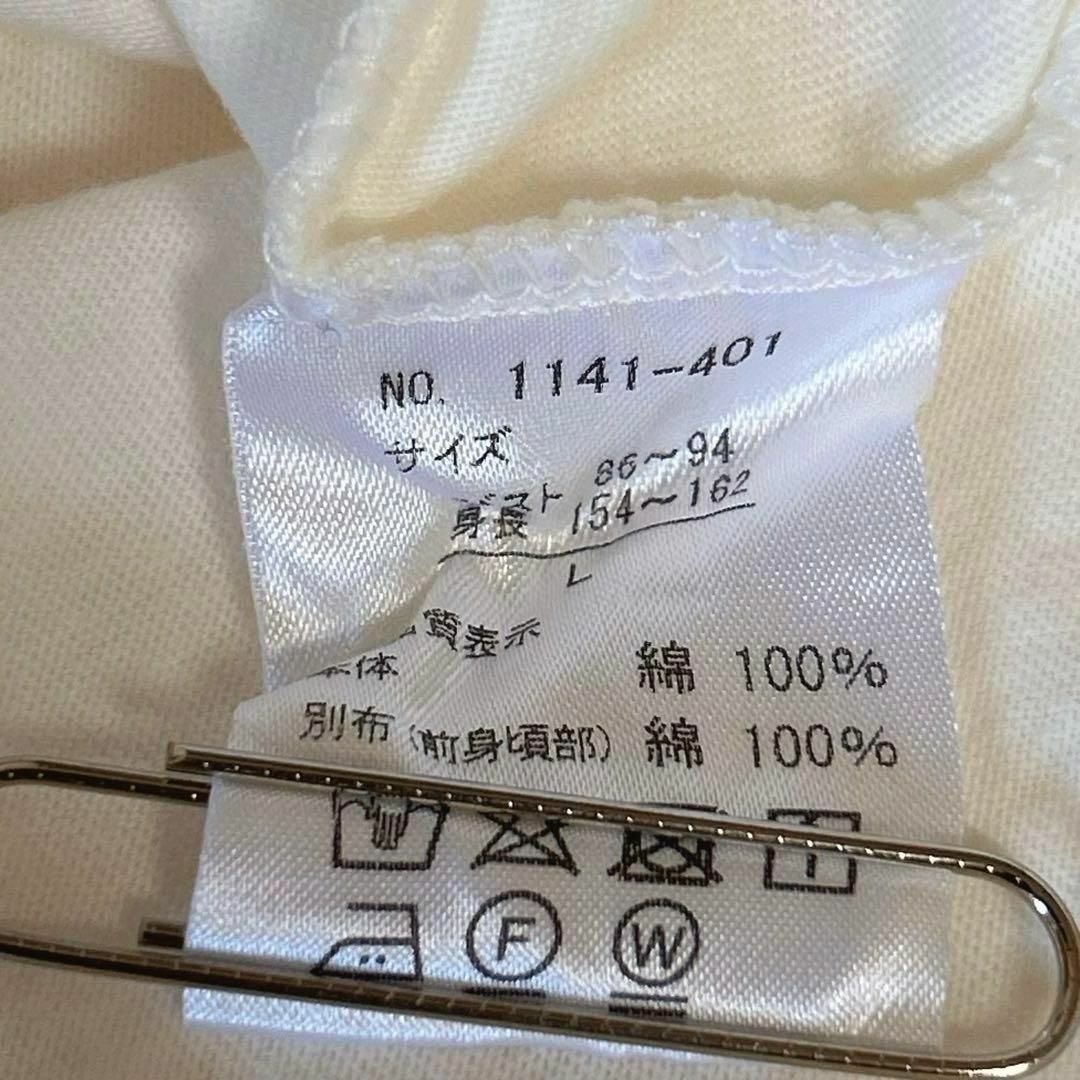 NO. 1141-401
サイズ
バスト 86～94
身長 154～162
L
質表示
本体 綿 100%
別布(前身頃部) 綿 100%
F W